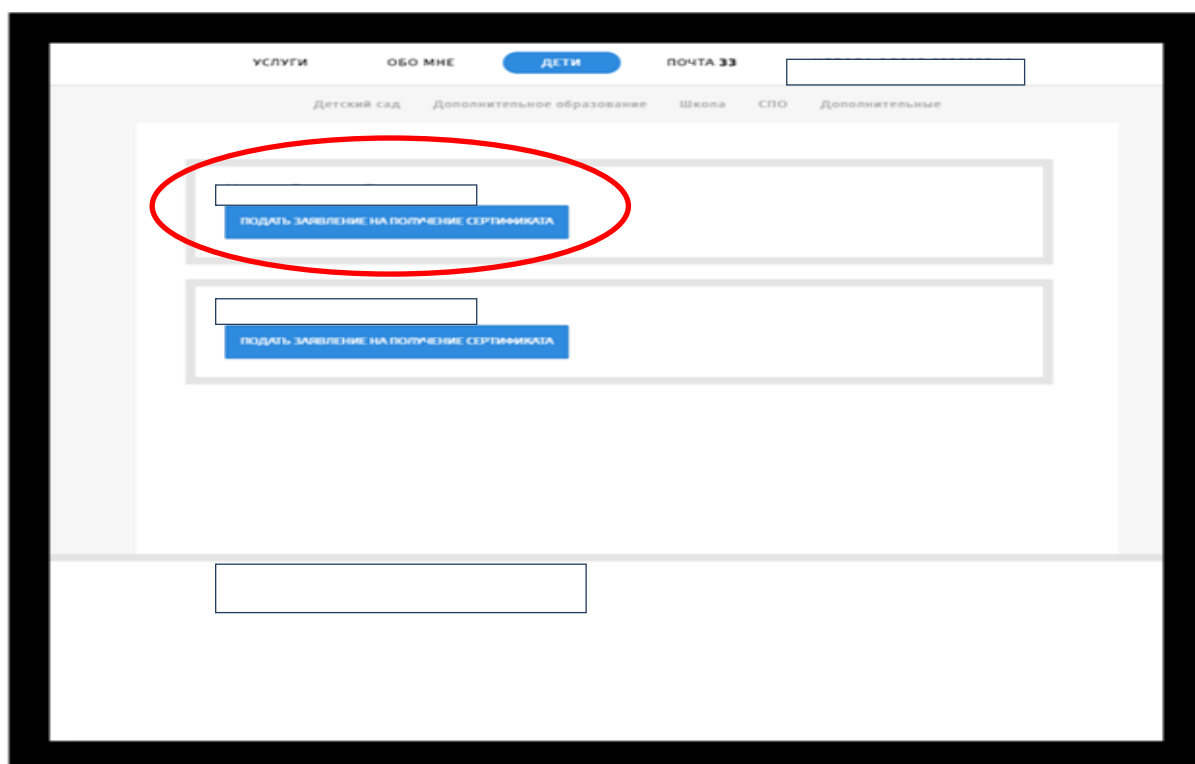 УСЛУГИ ОБО МНЕ ДЕТИ ПОЧТА 33
Детский сад Дополнительное образование Школа СПО Дополнительные
ПОДАТЬ ЗАЯВЛЕНИЕ НА ПОЛУЧЕНИЕ СЕРТИФИКАТА
ПОДАТЬ ЗАЯВЛЕНИЕ НА ПОЛУЧЕНИЕ СЕРТИФИКАТА